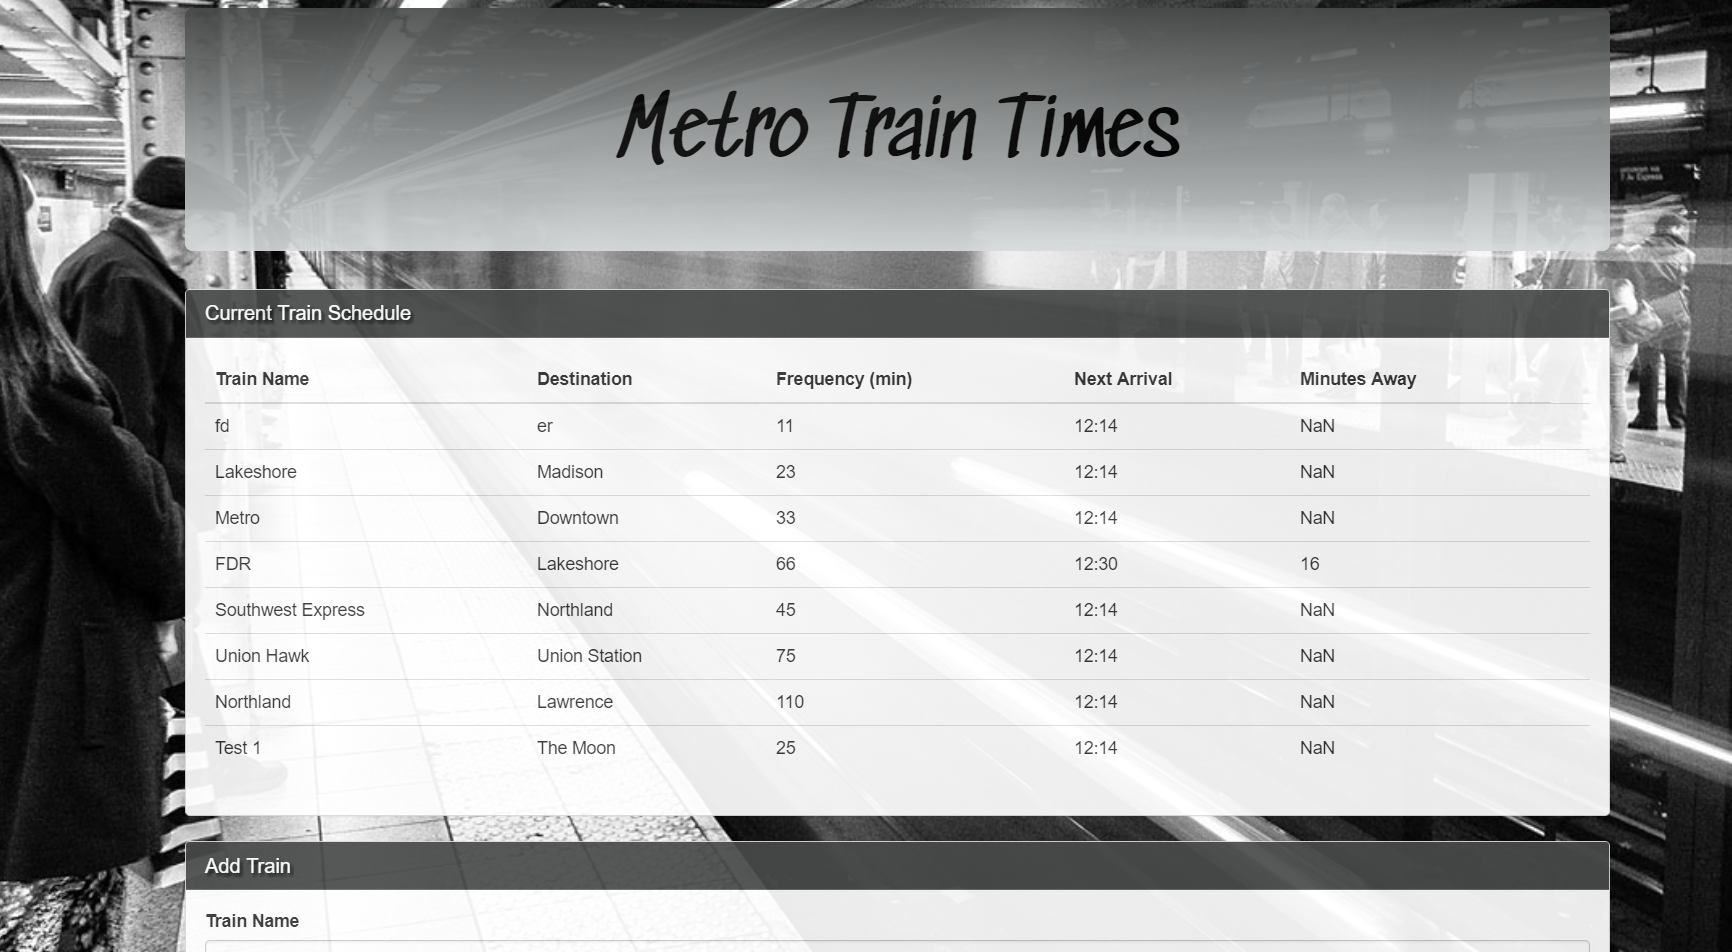 Metro Train Times
Current Train Schedule
Train Name Destination Frequency (min) Next Arrival Minutes Away
fd er 11 12:14 NaN
Lakeshore Madison 23 12:14 NaN
Metro Downtown 33 12:14 NaN
FDR Lakeshore 66 12:30 16
Southwest Express Northland 45 12:14 NaN
Union Hawk Union Station 75 12:14 NaN
Northland Lawrence 110 12:14 NaN
Test 1 The Moon 25 12:14 NaN
Add Train
Train Name